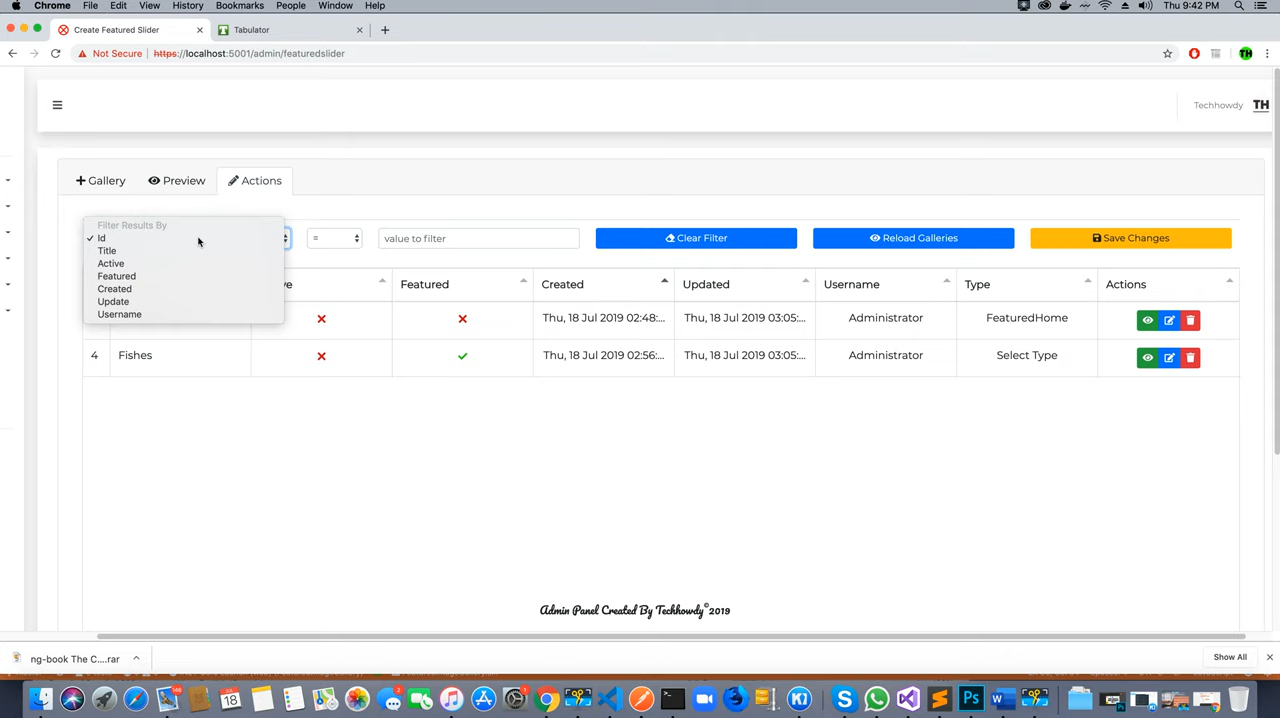 Chrome File Edit View History Bookmarks People Window Help Thu 9:42 PM
Create Featured Slider × Tabulator × +
Not Secure https://localhost:5001/admin/featuredslider TH
Techhowdy TH
Gallery Preview Actions
Filter Results By
Id
Title
Active
Featured
Created
Update
Username
= value to filter Clear Filter Reload Galleries Save Changes
Featured Created Updated Username Type Actions
Thu, 18 Jul 2019 02:48:... Thu, 18 Jul 2019 03:05:... Administrator FeaturedHome
4 Fishes Thu, 18 Jul 2019 02:56:... Thu, 18 Jul 2019 03:05:... Administrator Select Type
Admin Panel Created By Techhowdy©2019
ng-book The C....rar Show All